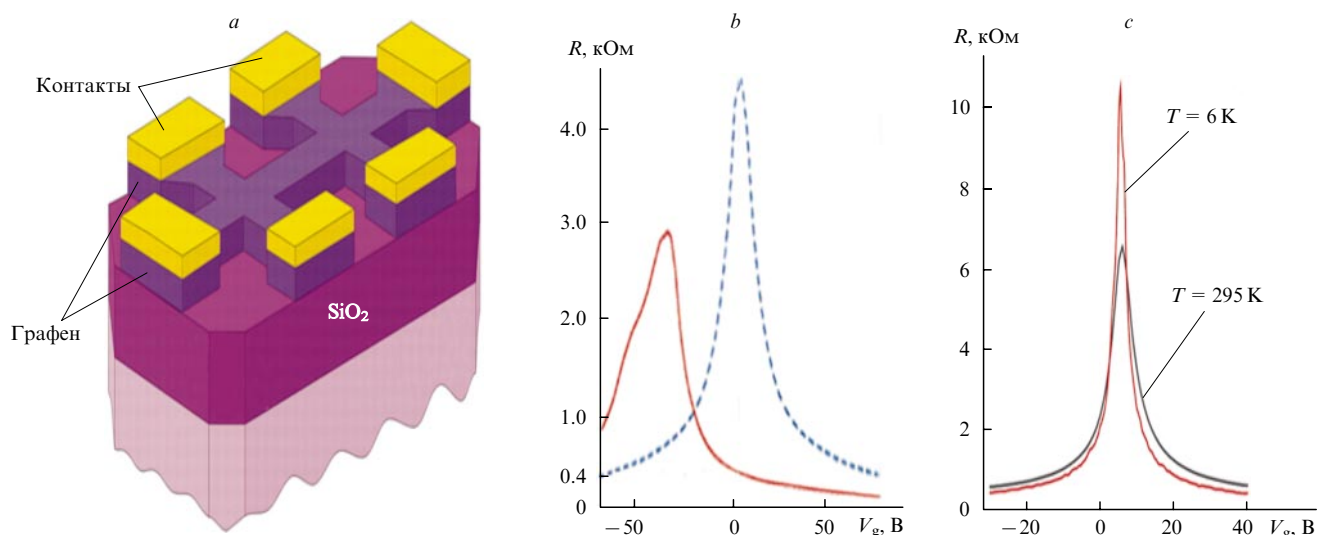 a
Контакты
Графен
SiO₂
b
R, кОм
4.0
3.0
2.0
1.0
0.4
0
−50
0
50
V_g, В
c
R, кОм
10
8
6
4
2
0
T = 6 K
T = 295 K
−20
0
20
40
V_g, В